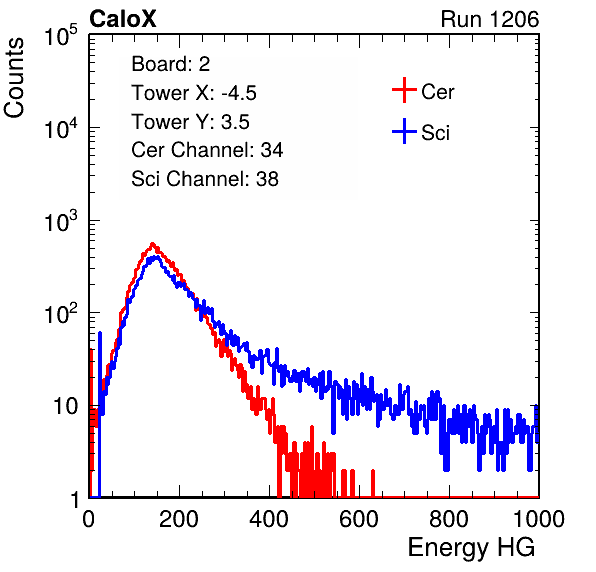 CaloX
Run 1206
Counts
10^5
10^4
10^3
10^2
10
1
Board: 2
Tower X: -4.5
Tower Y: 3.5
Cer Channel: 34
Sci Channel: 38
Cer
Sci
0 200 400 600 800 1000
Energy HG